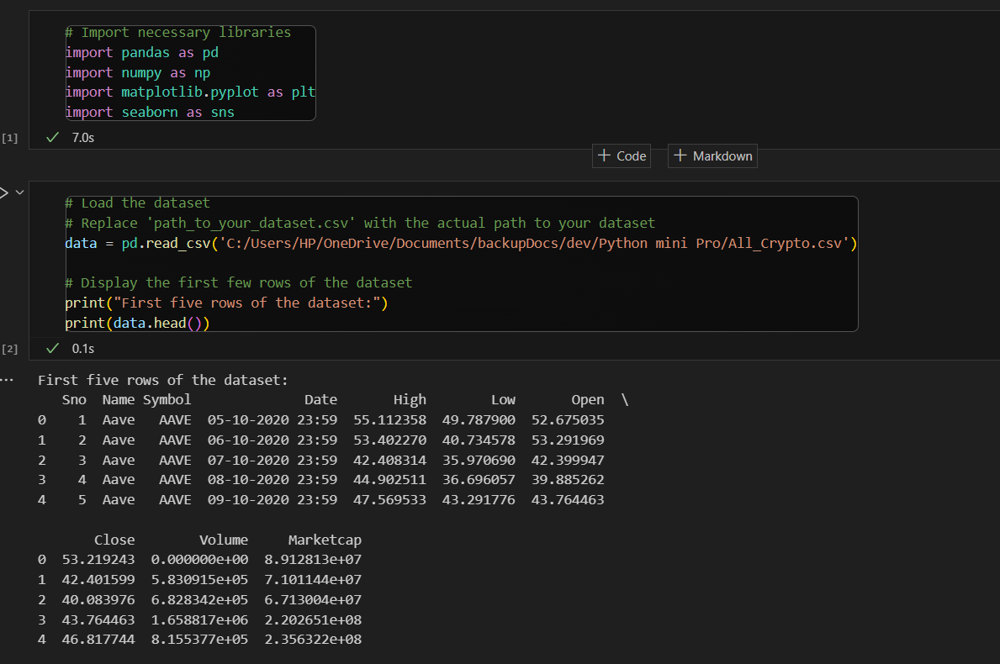 # Import necessary libraries
import pandas as pd
import numpy as np
import matplotlib.pyplot as plt
import seaborn as sns
[1] 7.0s
+ Code + Markdown
# Load the dataset
# Replace 'path_to_your_dataset.csv' with the actual path to your dataset
data = pd.read_csv('C:/Users/HP/OneDrive/Documents/backupDocs/dev/Python mini Pro/All_Crypto.csv')
# Display the first few rows of the dataset
print("First five rows of the dataset:")
print(data.head())
[2] 0.1s
... First five rows of the dataset:
Sno Name Symbol Date High Low Open \
0 1 Aave AAVE 05-10-2020 23:59 55.112358 49.787900 52.675035
1 2 Aave AAVE 06-10-2020 23:59 53.402270 40.734578 53.291969
2 3 Aave AAVE 07-10-2020 23:59 42.408314 35.970690 42.399947
3 4 Aave AAVE 08-10-2020 23:59 44.902511 36.696057 39.885262
4 5 Aave AAVE 09-10-2020 23:59 47.569533 43.291776 43.764463
Close Volume Marketcap
0 53.219243 0.000000e+00 8.912813e+07
1 42.401599 5.830915e+05 7.101144e+07
2 40.083976 6.828342e+05 6.713004e+07
3 43.764463 1.658817e+06 2.202651e+08
4 46.817744 8.155377e+05 2.356322e+08